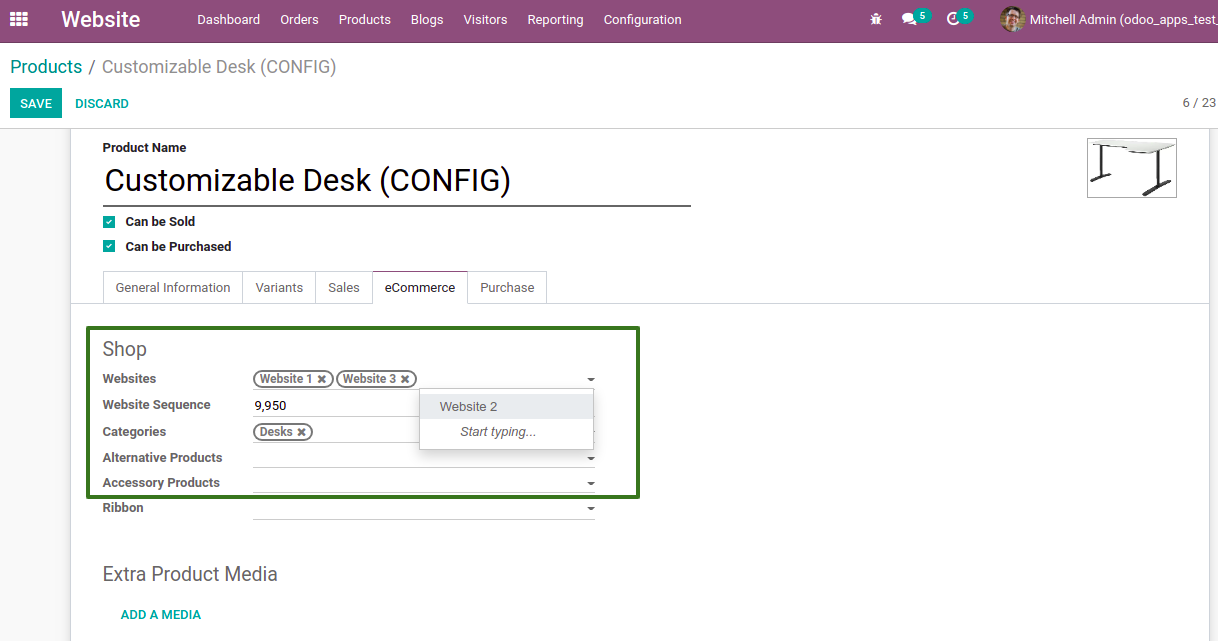 Website Dashboard Orders Products Blogs Visitors Reporting Configuration 5 5 Mitchell Admin (odoo_apps_test_
Products / Customizable Desk (CONFIG)
SAVE DISCARD 6 / 23
Product Name
Customizable Desk (CONFIG)
Can be Sold
Can be Purchased
General Information Variants Sales eCommerce Purchase
Shop
Websites Website 1 ✖ Website 3 ✖
Website Sequence 9,950 Website 2
Categories Desks ✖ Start typing...
Alternative Products
Accessory Products
Ribbon
Extra Product Media
ADD A MEDIA